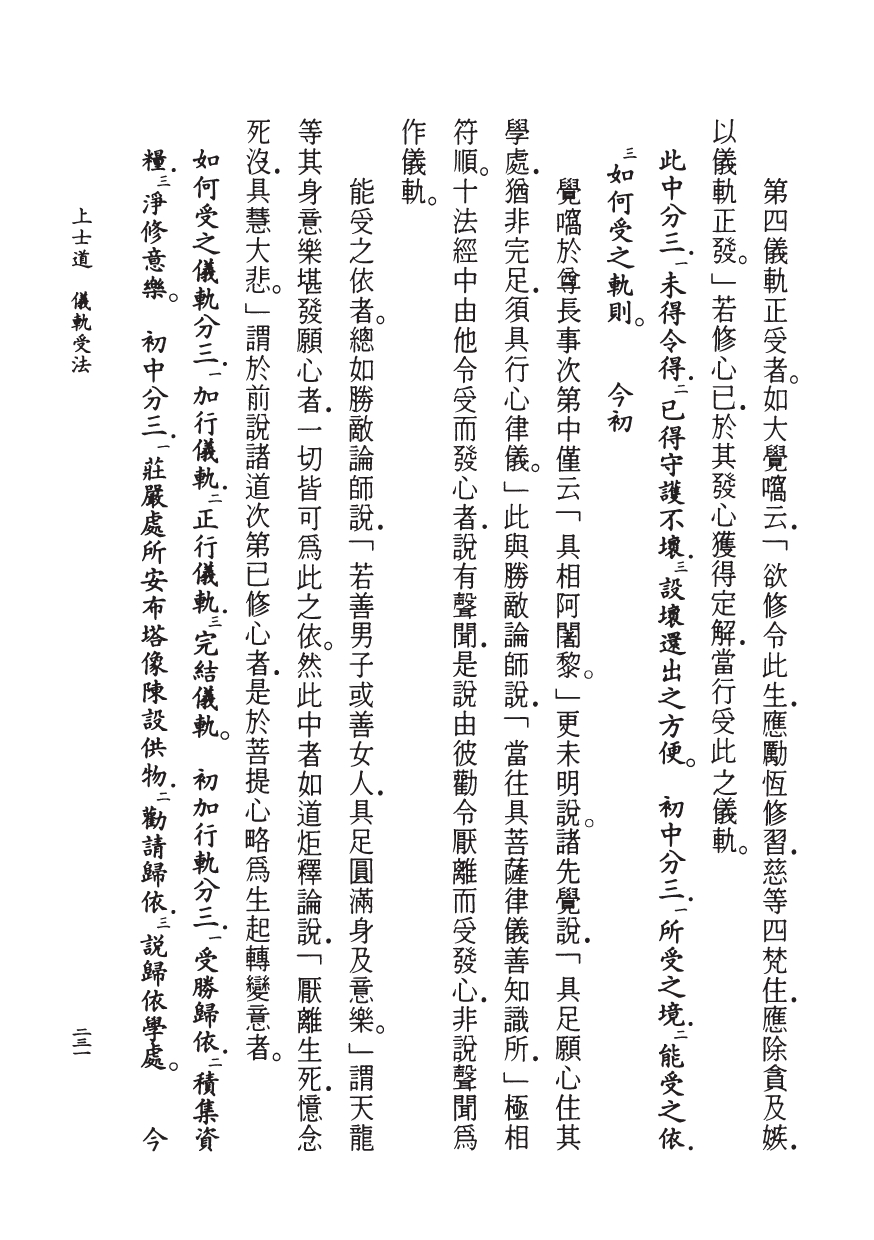 第四儀軌正受者。如大覺㗝云．「欲修令此生．應勵恆修習．慈等四梵住．應除貪及嫉．
以儀軌正發。」若修心已．於其發心獲得定解．當行受此之儀軌。
此中分三．一未得令得．二已得守護不壞．三設壞還出之方便。　初中分三．一所受之境．二能受之依．
三如何受之軌則。　今初
覺㗝於尊長事次第中僅云「具相阿闍黎。」更未明說。諸先覺說．「具足願心住其
學處．猶非完足．須具行心律儀。」此與勝敵論師說．「當往具菩薩律儀善知識所．」極相
符順。十法經中由他令受而發心者．說有聲聞．是說由彼勸令厭離而受發心．非說聲聞為
作儀軌。
能受之依者。總如勝敵論師說．「若善男子或善女人．具足圓滿身及意樂。」謂天龍
等其身意樂堪發願心者．一切皆可為此之依。然此中者如道炬釋論說．「厭離生死．憶念
死沒．具慧大悲。」謂於前說諸道次第已修心者．是於菩提心略為生起轉變意者。
如何受之儀軌分三．一加行儀軌．二正行儀軌．三完結儀軌。　初加行軌分三．一受勝歸依．二積集資
糧．三淨修意樂。　初中分三．一莊嚴處所安布塔像陳設供物．二勸請歸依．三說歸依學處。　今
上士道　儀軌受法
二三一